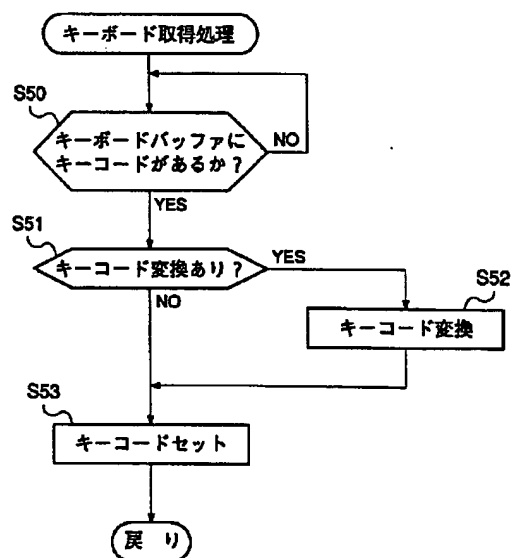 キーボード取得処理
S50
キーボードバッファに
キーコードがあるか?
NO
YES
S51
キーコード変換あり?
YES
NO
S52
キーコード変換
S53
キーコードセット
戻 り